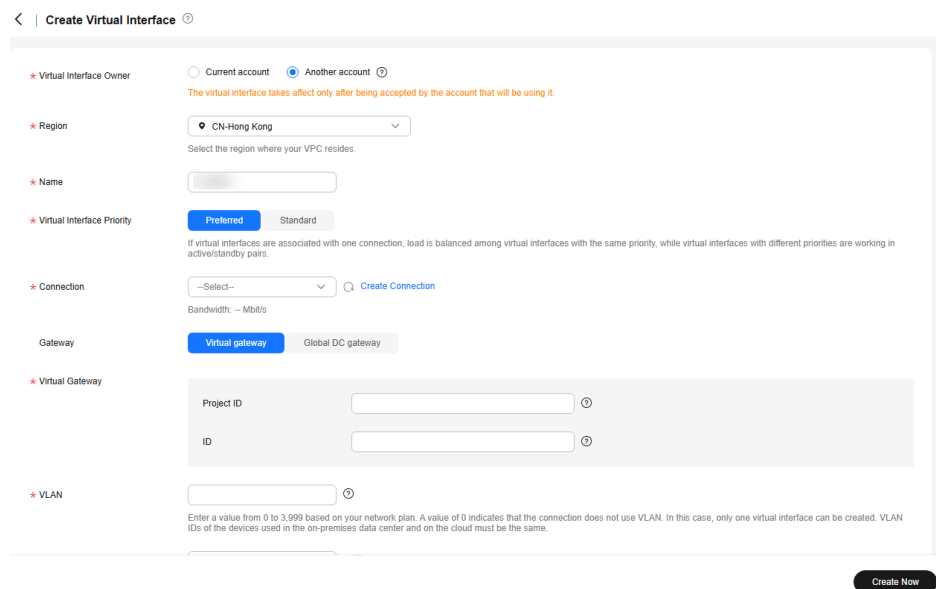 Create Virtual Interface
Virtual Interface Owner
Current account
Another account
The virtual interface takes affect only after being accepted by the account that will be using it.
Region
CN-Hong Kong
Select the region where your VPC resides.
Name
Virtual Interface Priority
Preferred
Standard
If virtual interfaces are associated with one connection, load is balanced among virtual interfaces with the same priority, while virtual interfaces with different priorities are working in
active/standby pairs.
Connection
--Select--
Create Connection
Bandwidth: -- Mbit/s
Gateway
Virtual gateway
Global DC gateway
Virtual Gateway
Project ID
ID
VLAN
Enter a value from 0 to 3,999 based on your network plan. A value of 0 indicates that the connection does not use VLAN. In this case, only one virtual interface can be created. VLAN
IDs of the devices used in the on-premises data center and on the cloud must be the same.
Create Now